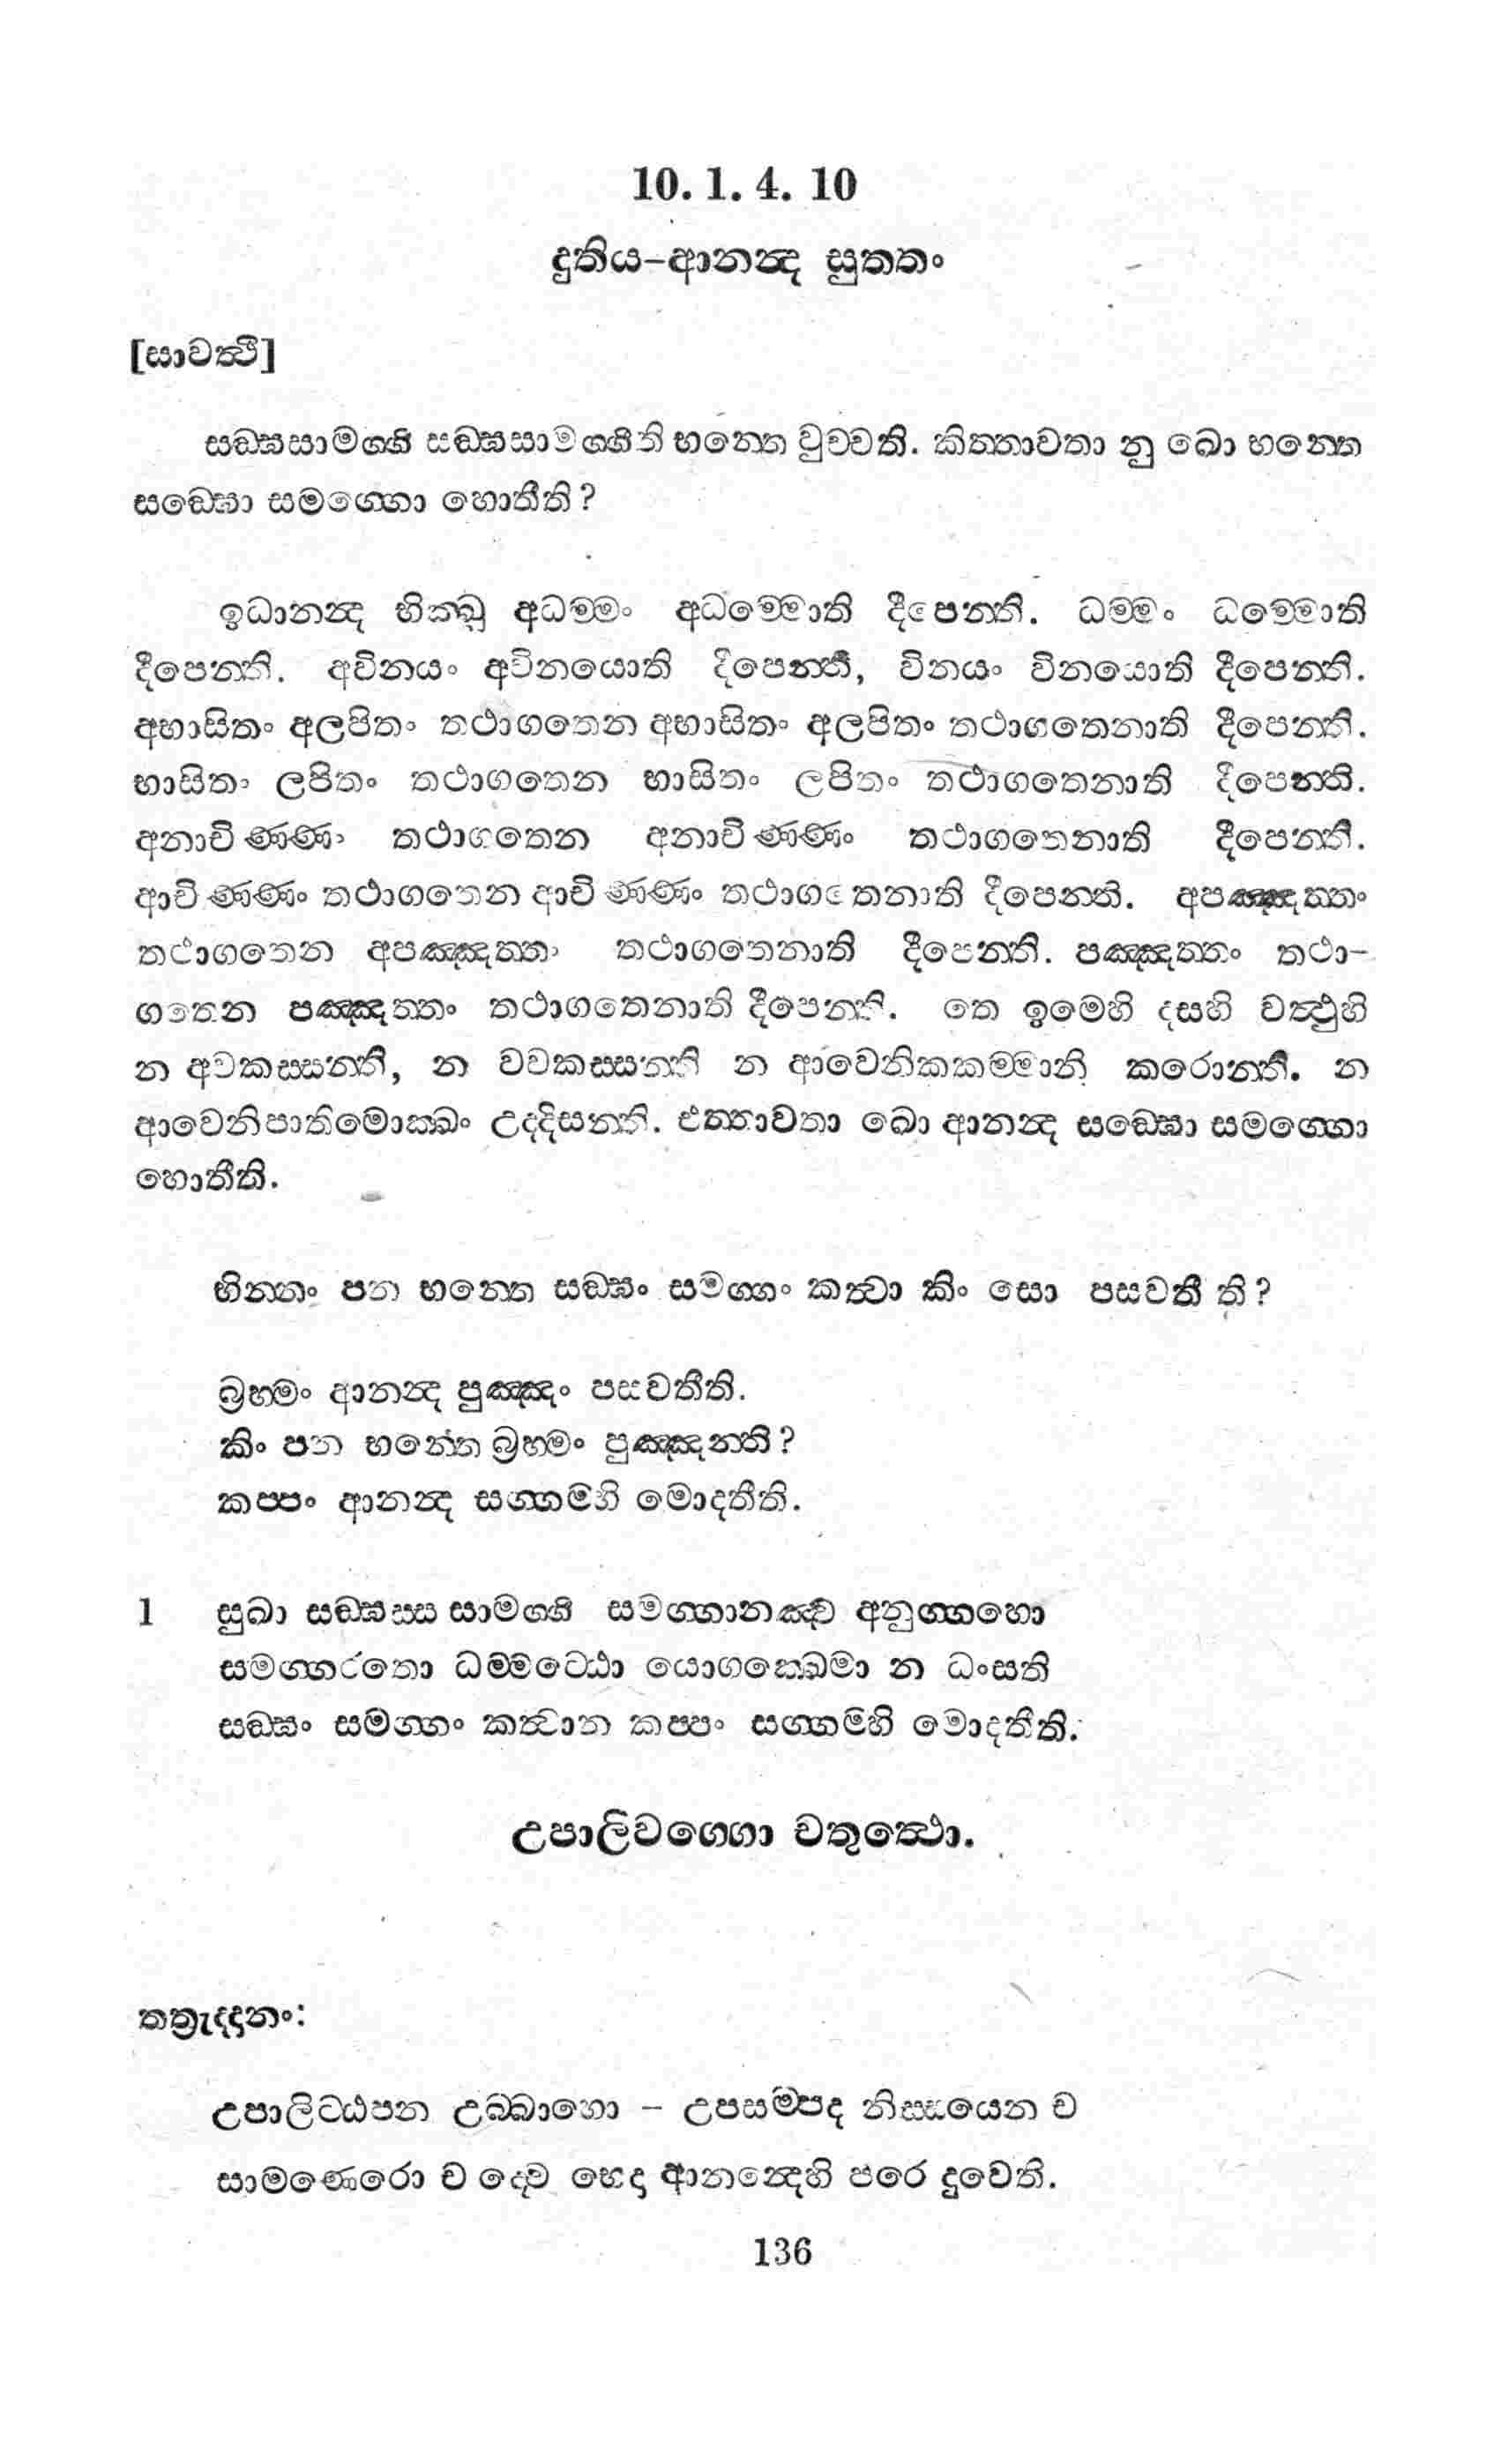 10. 1. 4. 10
දුතිය-ආනන්ද සුත්තං
[සාවත්ථි]
සඞ්ඝසාමග්ගි සඞ්ඝසාමග්ගීති භන්තෙ වුච්චති. කිත්තාවතා නු ඛො භන්තෙ
සඞ්ඝො සමග්ගො හොතීති?
ඉධානන්ද භික්ඛූ අධම්මං අධම්මොති දීපෙන්ති. ධම්මං ධම්මොති
දීපෙන්ති. අවිනයං අවිනයොති දීපෙන්ති, විනයං විනයොති දීපෙන්ති.
අභාසිතං අලපිතං තථාගතෙන අභාසිතං අලපිතං තථාගතෙනාති දීපෙන්ති.
භාසිතං ලපිතං තථාගතෙන භාසිතං ලපිතං තථාගතෙනාති දීපෙන්ති.
අනාචිණ්ණං තථාගතෙන අනාචිණ්ණං තථාගතෙනාති දීපෙන්ති.
ආචිණ්ණං තථාගතෙන ආචිණ්ණං තථාගතෙනාති දීපෙන්ති. අපඤ්ඤත්තං
තථාගතෙන අපඤ්ඤත්තං තථාගතෙනාති දීපෙන්ති. පඤ්ඤත්තං තථා-
ගතෙන පඤ්ඤත්තං තථාගතෙනාති දීපෙන්ති. තෙ ඉමෙහි දසහි වත්ථුහි
න අවකස්සන්ති, න වවකස්සන්ති න ආවෙනිකකම්මානි කරොන්ති. න
ආවෙනිපාතිමොක්ඛං උද්දිසන්ති. එත්තාවතා ඛො ආනන්ද සඞ්ඝො සමග්ගො
හොතීති.
භින්නං පන භන්තෙ සඞ්ඝං සමග්ගං කත්වා කිං සො පසවතී ති?
බ්‍රහ්මං ආනන්ද පුඤ්ඤං පසවතීති.
කිං පන භන්තෙ බ්‍රහ්මං පුඤ්ඤන්ති?
කප්පං ආනන්ද සග්ගම්හි මොදතීති.
1 සුඛා සඞ්ඝස්ස සාමග්ගි සමග්ගානඤ්ච අනුග්ගහො
සමග්ගරතො ධම්මට්ඨො යොගක්ඛෙමා න ධංසති
සඞ්ඝං සමග්ගං කත්වාන කප්පං සග්ගම්හි මොදතීති.
උපාලිවග්ගො චතුත්ථො.
තත්‍රුද්දානං:
උපාලිට්ඨපන උබ්බාහො - උපසම්පද නිස්සයෙන ච
සාමණෙරො ච ද්වෙ භෙදා ආනන්දෙහි පරෙ දුවෙති.
136